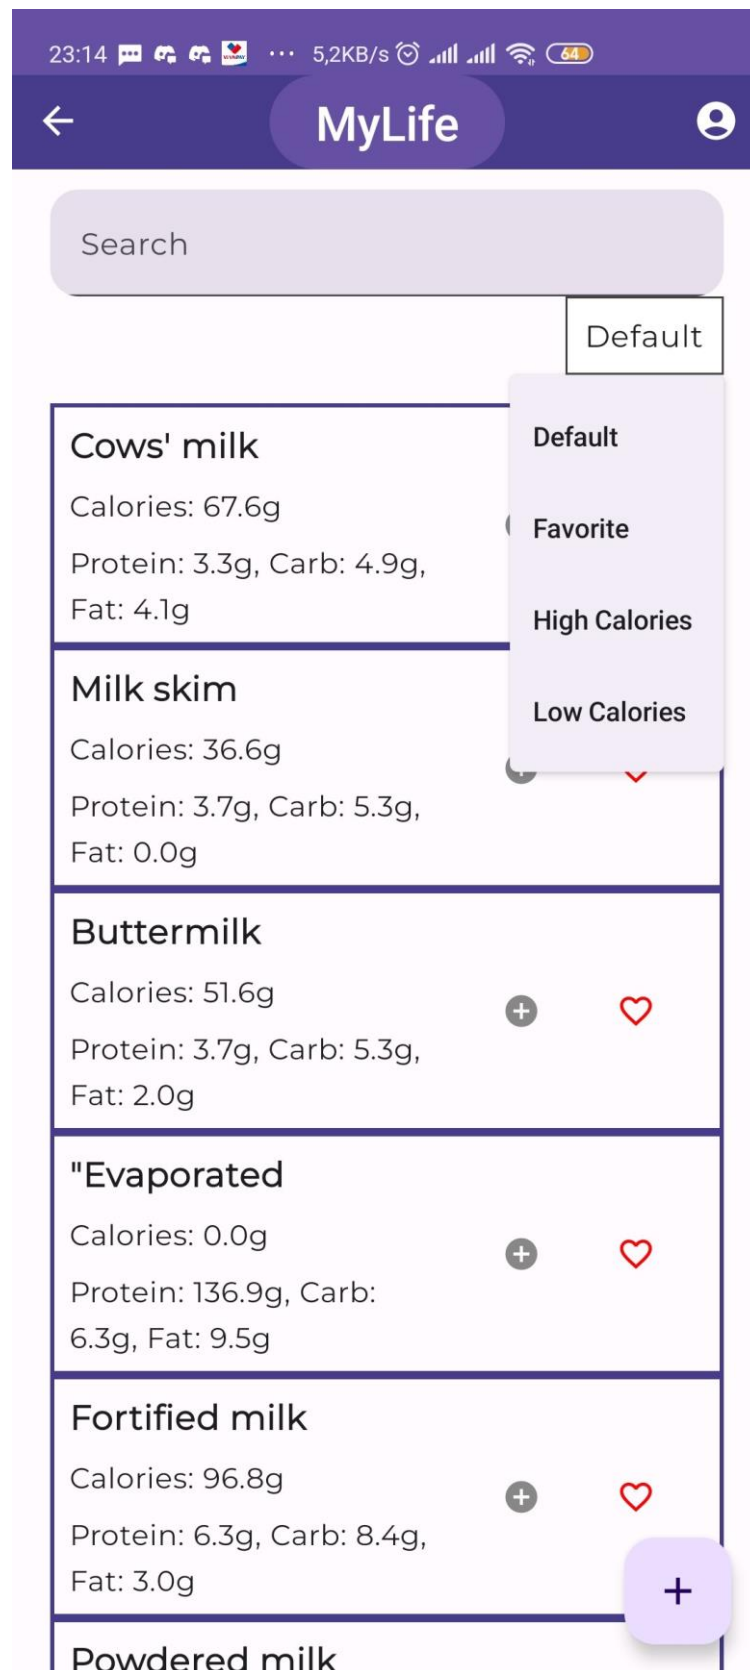 23:14 ... 5,2KB/s 64
MyLife
Search
Default
Default
Favorite
High Calories
Low Calories
Cows' milk
Calories: 67.6g
Protein: 3.3g, Carb: 4.9g,
Fat: 4.1g
Milk skim
Calories: 36.6g
Protein: 3.7g, Carb: 5.3g,
Fat: 0.0g
Buttermilk
Calories: 51.6g
Protein: 3.7g, Carb: 5.3g,
Fat: 2.0g
"Evaporated
Calories: 0.0g
Protein: 136.9g, Carb:
6.3g, Fat: 9.5g
Fortified milk
Calories: 96.8g
Protein: 6.3g, Carb: 8.4g,
Fat: 3.0g
Powdered milk